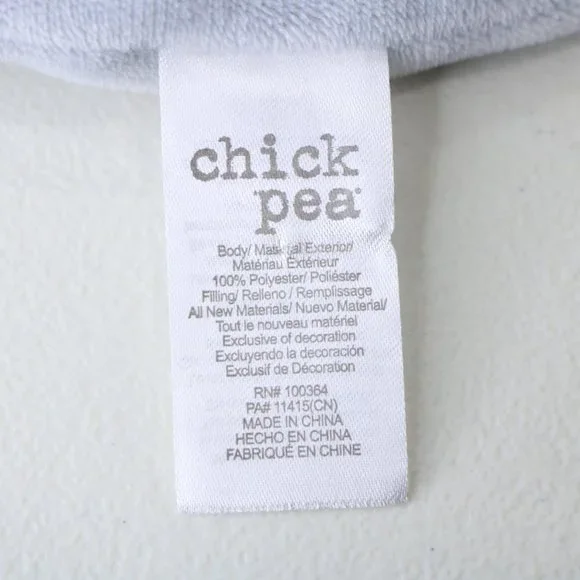 chick
pea
Body/ Material Exterior/
Matériau Extérieur
100% Polyester/ Poliéster
Filling/ Relleno / Remplissage
All New Materials/ Nuevo Material/
Tout le nouveau matériel
Exclusive of decoration
Excluyendo la decoración
Exclusif de Décoration
RN# 100364
PA# 11415(CN)
MADE IN CHINA
HECHO EN CHINA
FABRIQUÉ EN CHINE